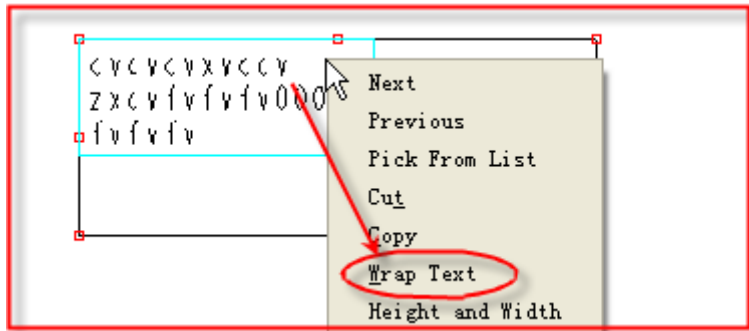 cvcvcvxvccv
zxcvfvfvfv000
fvfvfv
Next
Previous
Pick From List
Cut
Copy
Wrap Text
Height and Width